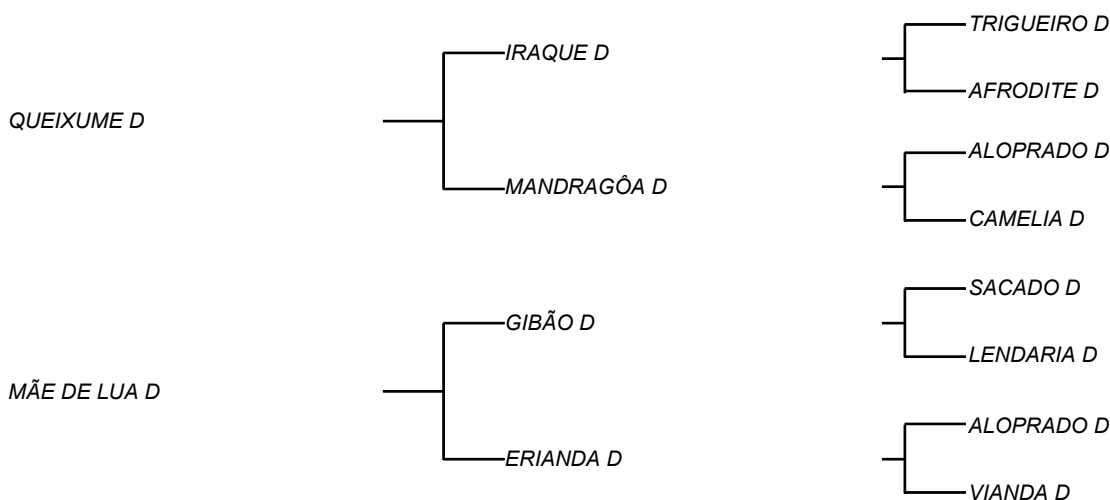 TRIGUEIRO D
IRAQUE D
AFRODITE D
QUEIXUME D
ALOPRADO D
MANDRAGÔA D
CAMELIA D
SACADO D
GIBÃO D
LENDARIA D
MÃE DE LUA D
ALOPRADO D
ERIANDA D
VIANDA D